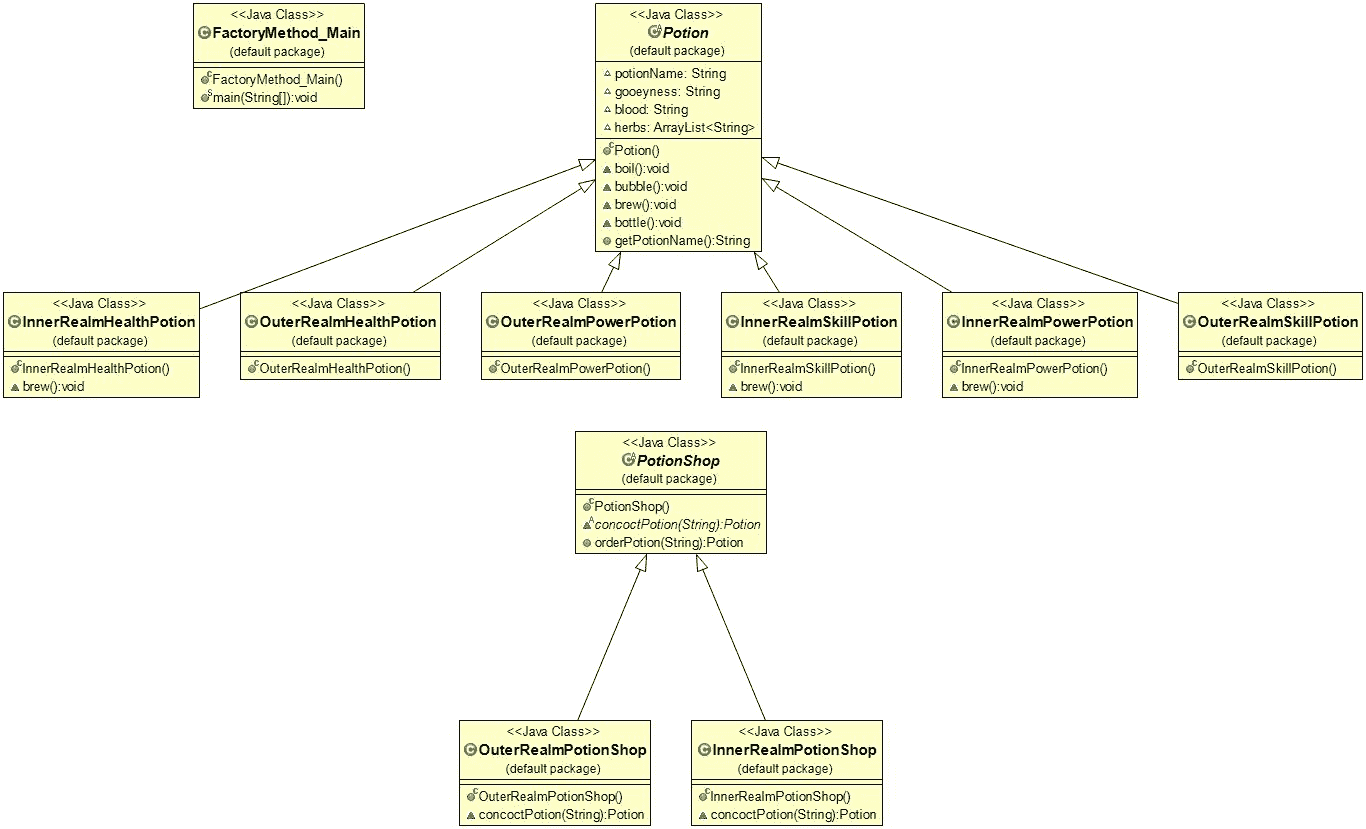 <<Java Class>>
FactoryMethod_Main
(default package)
FactoryMethod_Main()
main(String[]):void
<<Java Class>>
Potion
(default package)
potionName: String
gooeyness: String
blood: String
herbs: ArrayList<String>
Potion()
boil():void
bubble():void
brew():void
bottle():void
getPotionName():String
<<Java Class>>
InnerRealmHealthPotion
(default package)
InnerRealmHealthPotion()
brew():void
<<Java Class>>
OuterRealmHealthPotion
(default package)
OuterRealmHealthPotion()
<<Java Class>>
OuterRealmPowerPotion
(default package)
OuterRealmPowerPotion()
<<Java Class>>
InnerRealmSkillPotion
(default package)
InnerRealmSkillPotion()
brew():void
<<Java Class>>
InnerRealmPowerPotion
(default package)
InnerRealmPowerPotion()
brew():void
<<Java Class>>
OuterRealmSkillPotion
(default package)
OuterRealmSkillPotion()
<<Java Class>>
PotionShop
(default package)
PotionShop()
concoctPotion(String):Potion
orderPotion(String):Potion
<<Java Class>>
OuterRealmPotionShop
(default package)
OuterRealmPotionShop()
concoctPotion(String):Potion
<<Java Class>>
InnerRealmPotionShop
(default package)
InnerRealmPotionShop()
concoctPotion(String):Potion